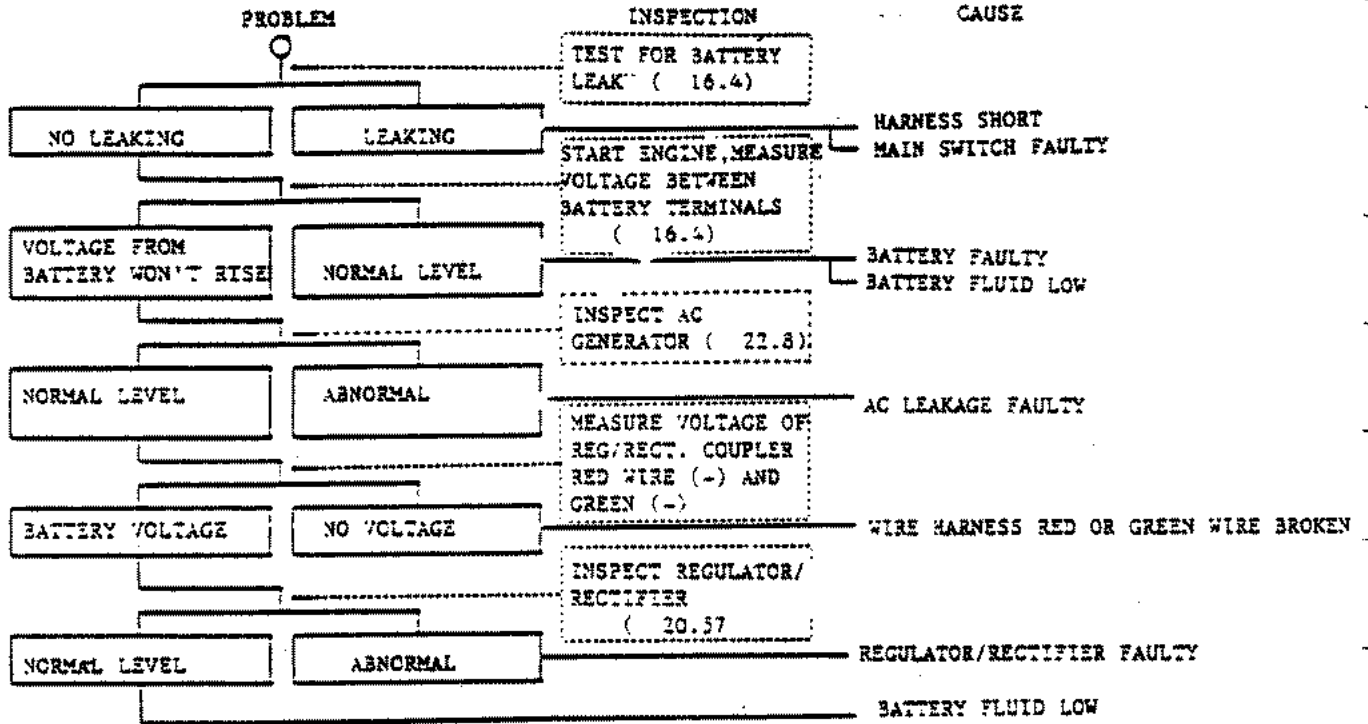 PROBLEM
INSPECTION
CAUSE
TEST FOR BATTERY
LEAK ( 16.4)
NO LEAKING
LEAKING
HARNESS SHORT
MAIN SWITCH FAULTY
START ENGINE, MEASURE
VOLTAGE BETWEEN
BATTERY TERMINALS
( 16.4)
VOLTAGE FROM
BATTERY WON'T RISE
NORMAL LEVEL
BATTERY FAULTY
BATTERY FLUID LOW
INSPECT AC
GENERATOR ( 22.8)
NORMAL LEVEL
ABNORMAL
AC LEAKAGE FAULTY
MEASURE VOLTAGE OF
REG/RECT. COUPLER
RED WIRE (-) AND
GREEN (-)
BATTERY VOLTAGE
NO VOLTAGE
WIRE HARNESS RED OR GREEN WIRE BROKEN
INSPECT REGULATOR/
RECTIFIER
( 20.57
NORMAL LEVEL
ABNORMAL
REGULATOR/RECTIFIER FAULTY
BATTERY FLUID LOW